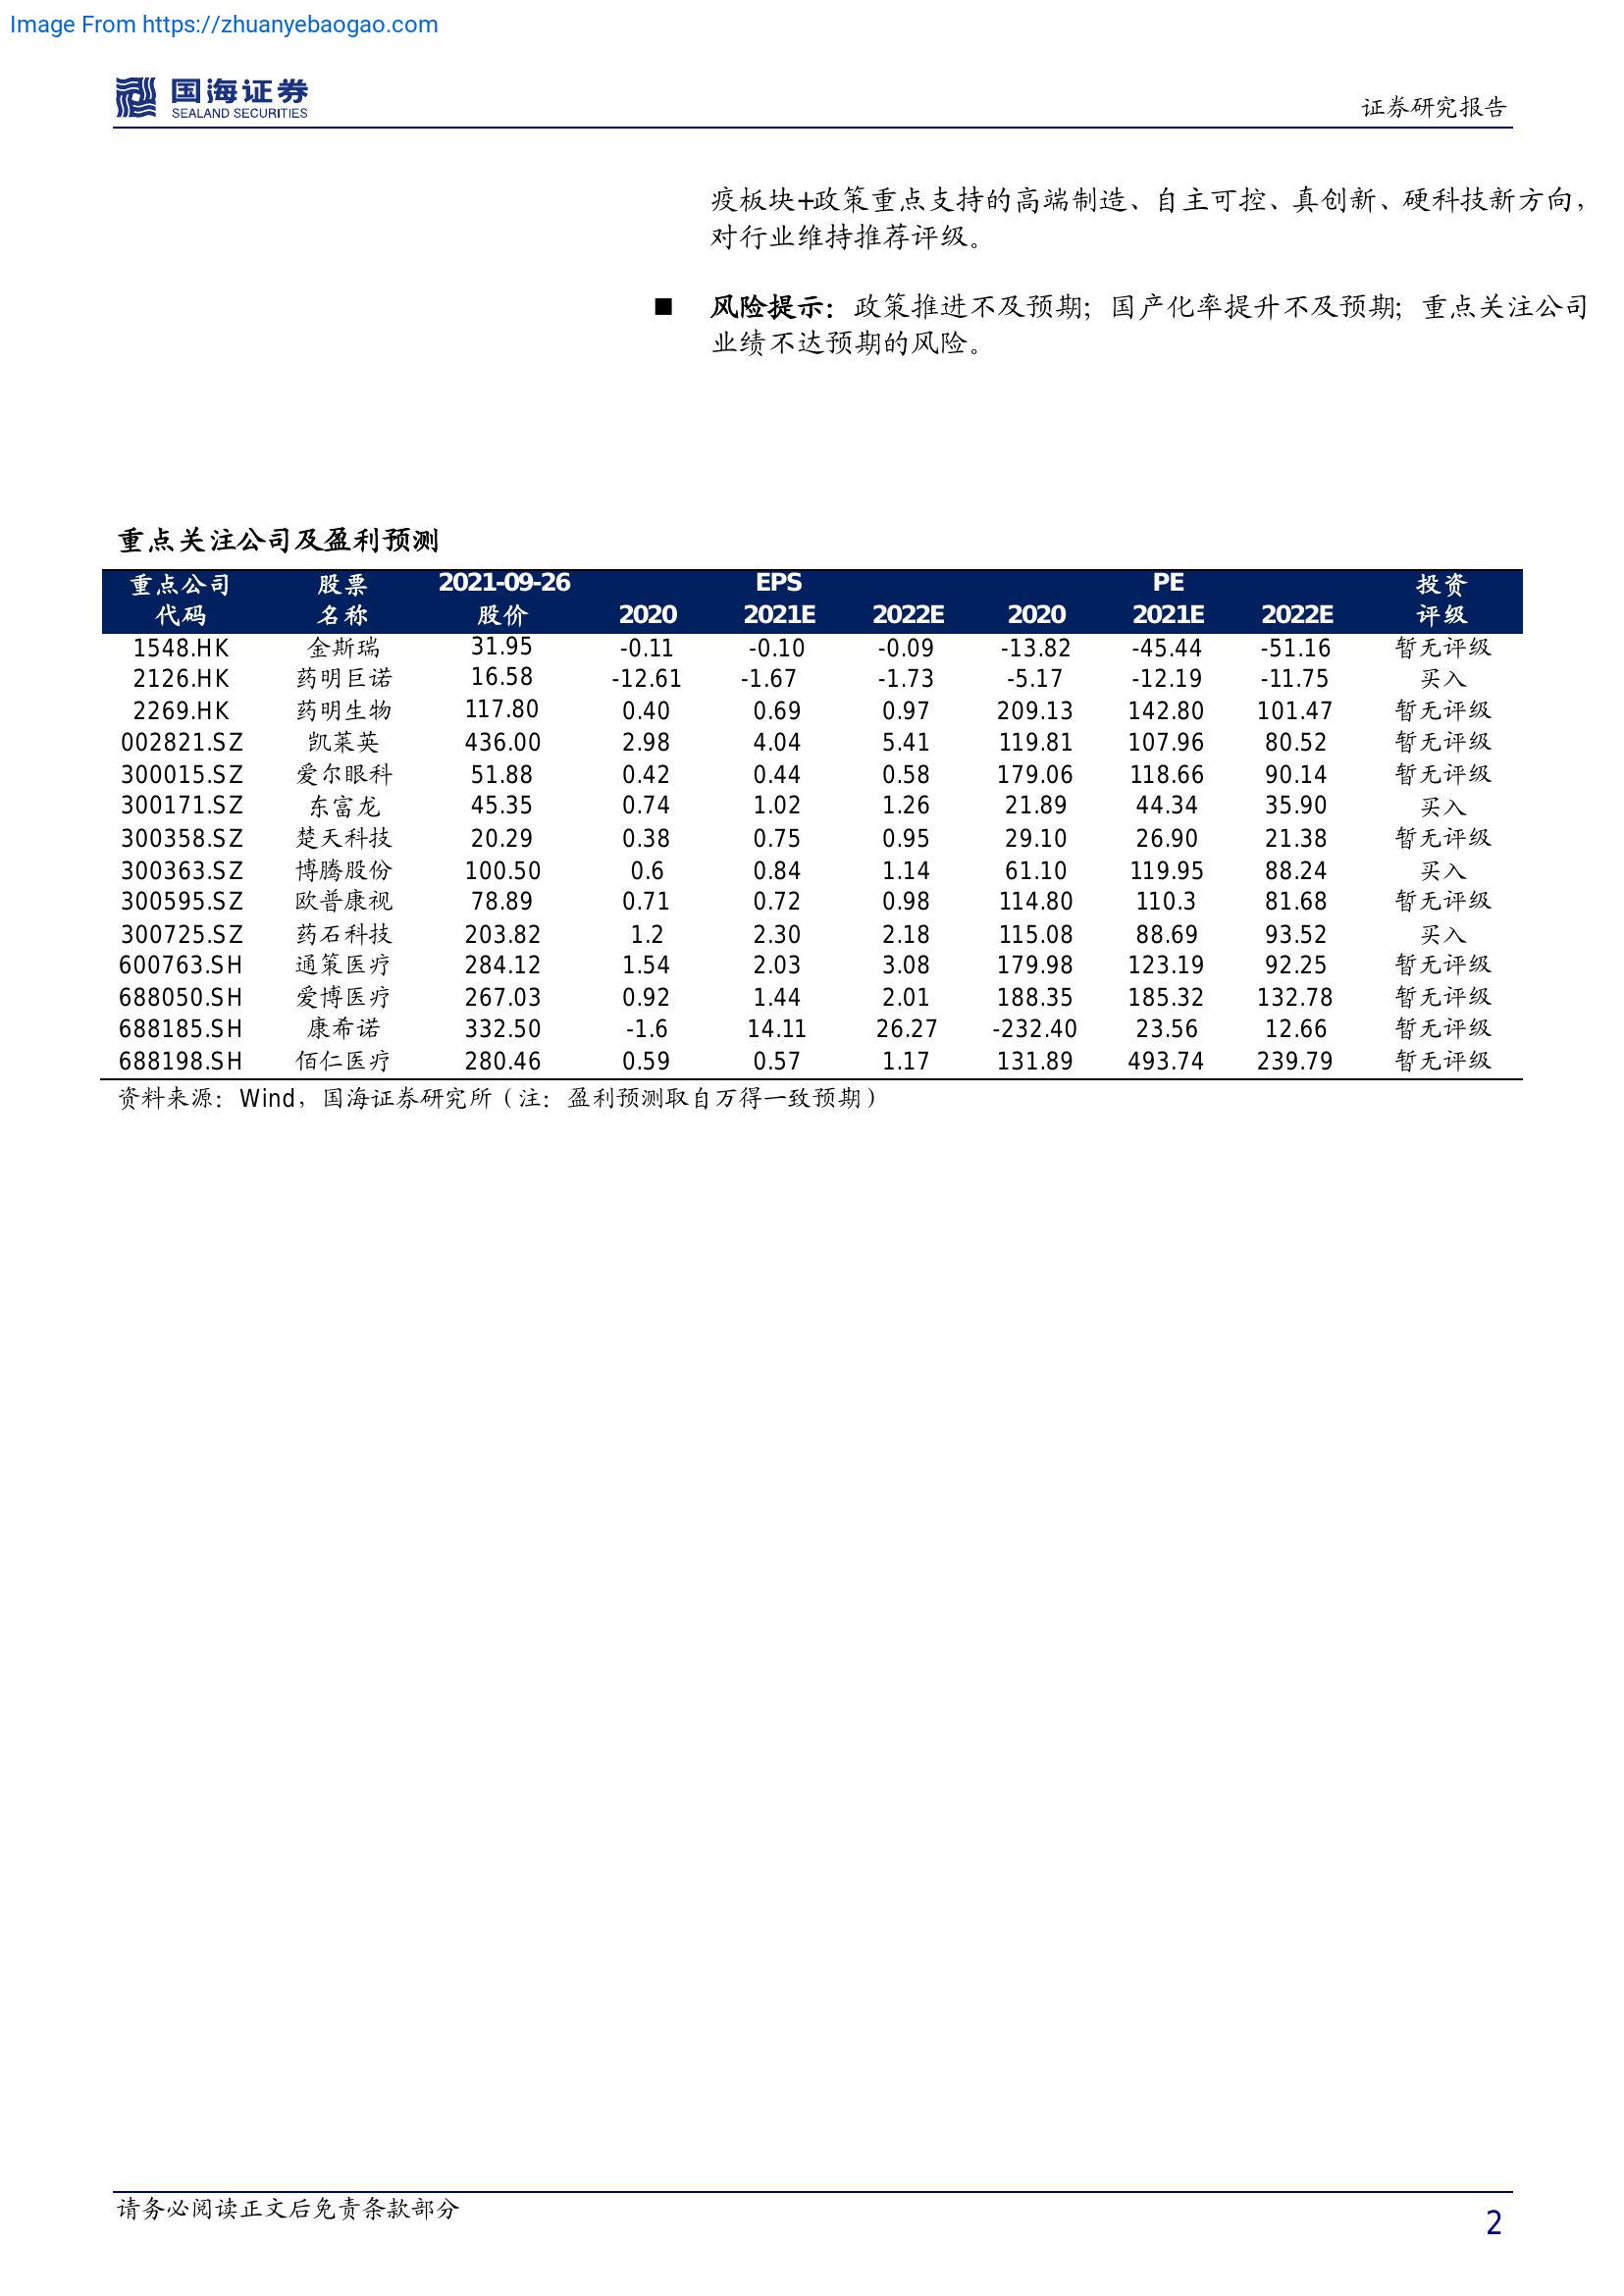 Image From https://zhuanyebaogao.com
国海证券
SEALAND SECURITIES
证券研究报告
疫板块+政策重点支持的高端制造、自主可控、真创新、硬科技新方向，
对行业维持推荐评级。
■ 风险提示：政策推进不及预期；国产化率提升不及预期；重点关注公司
业绩不达预期的风险。
重点关注公司及盈利预测
重点公司 股票 2021-09-26 EPS PE 投资
代码 名称 股价 2020 2021E 2022E 2020 2021E 2022E 评级
1548.HK 金斯瑞 31.95 -0.11 -0.10 -0.09 -13.82 -45.44 -51.16 暂无评级
2126.HK 药明巨诺 16.58 -12.61 -1.67 -1.73 -5.17 -12.19 -11.75 买入
2269.HK 药明生物 117.80 0.40 0.69 0.97 209.13 142.80 101.47 暂无评级
002821.SZ 凯莱英 436.00 2.98 4.04 5.41 119.81 107.96 80.52 暂无评级
300015.SZ 爱尔眼科 51.88 0.42 0.44 0.58 179.06 118.66 90.14 暂无评级
300171.SZ 东富龙 45.35 0.74 1.02 1.26 21.89 44.34 35.90 买入
300358.SZ 楚天科技 20.29 0.38 0.75 0.95 29.10 26.90 21.38 暂无评级
300363.SZ 博腾股份 100.50 0.6 0.84 1.14 61.10 119.95 88.24 买入
300595.SZ 欧普康视 78.89 0.71 0.72 0.98 114.80 110.3 81.68 暂无评级
300725.SZ 药石科技 203.82 1.2 2.30 2.18 115.08 88.69 93.52 买入
600763.SH 通策医疗 284.12 1.54 2.03 3.08 179.98 123.19 92.25 暂无评级
688050.SH 爱博医疗 267.03 0.92 1.44 2.01 188.35 185.32 132.78 暂无评级
688185.SH 康希诺 332.50 -1.6 14.11 26.27 -232.40 23.56 12.66 暂无评级
688198.SH 佰仁医疗 280.46 0.59 0.57 1.17 131.89 493.74 239.79 暂无评级
资料来源：Wind，国海证券研究所（注：盈利预测取自万得一致预期）
请务必阅读正文后免责条款部分
2